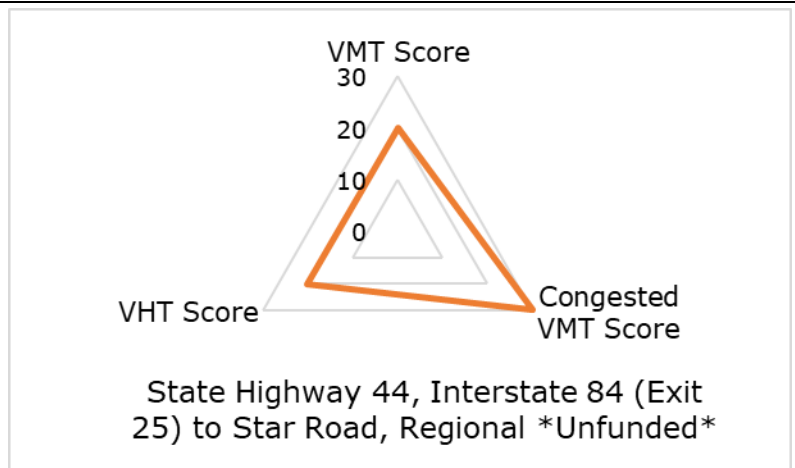 VMT Score
30
20
10
0
VHT Score
Congested
VMT Score
State Highway 44, Interstate 84 (Exit
25) to Star Road, Regional *Unfunded*